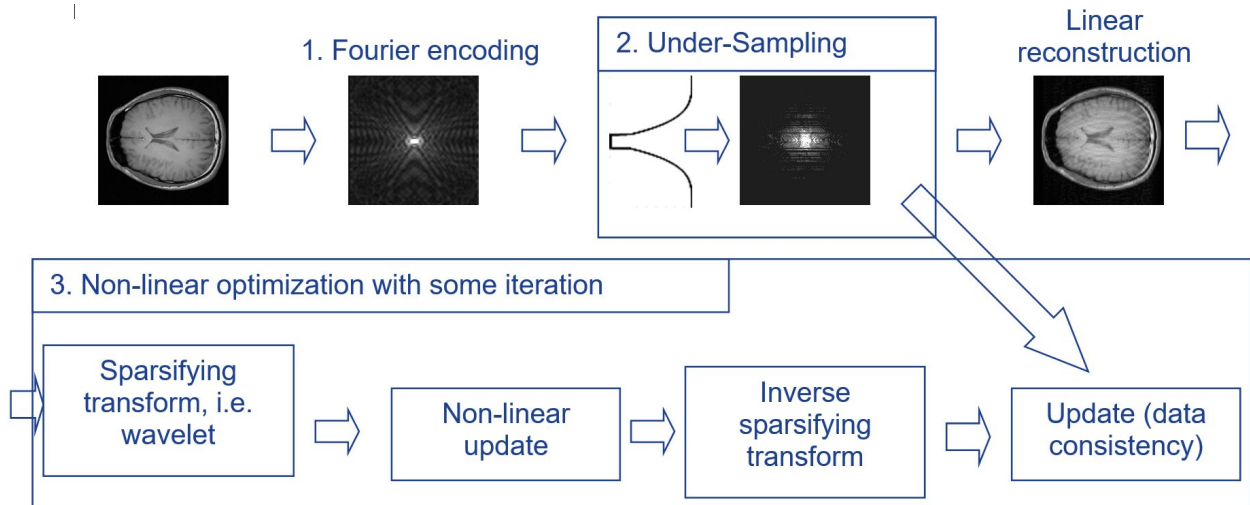 1. Fourier encoding
2. Under-Sampling
Linear
reconstruction
3. Non-linear optimization with some iteration
Sparsifying
transform, i.e.
wavelet
Non-linear
update
Inverse
sparsifying
transform
Update (data
consistency)